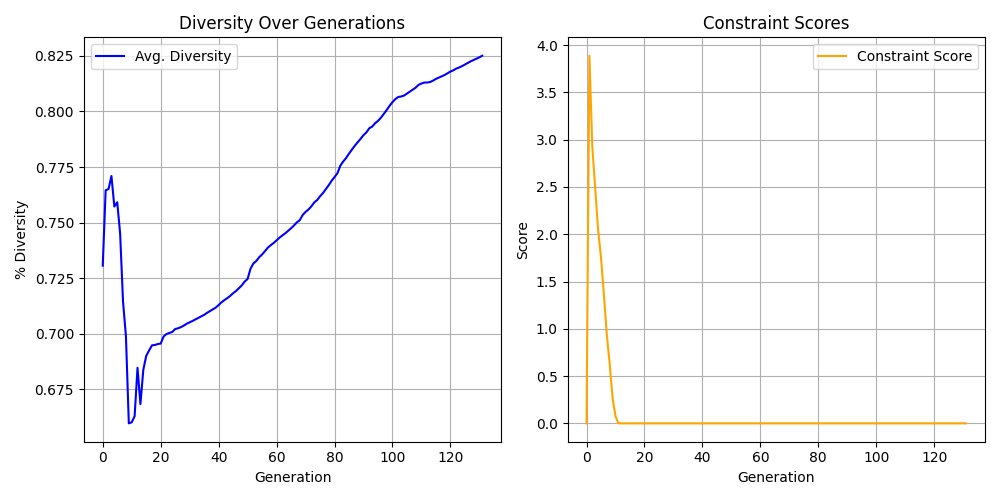 Diversity Over Generations
Avg. Diversity
% Diversity
0.825
0.800
0.775
0.750
0.725
0.700
0.675
0 20 40 60 80 100 120
Generation
Constraint Scores
Constraint Score
Score
4.0
3.5
3.0
2.5
2.0
1.5
1.0
0.5
0.0
0 20 40 60 80 100 120
Generation